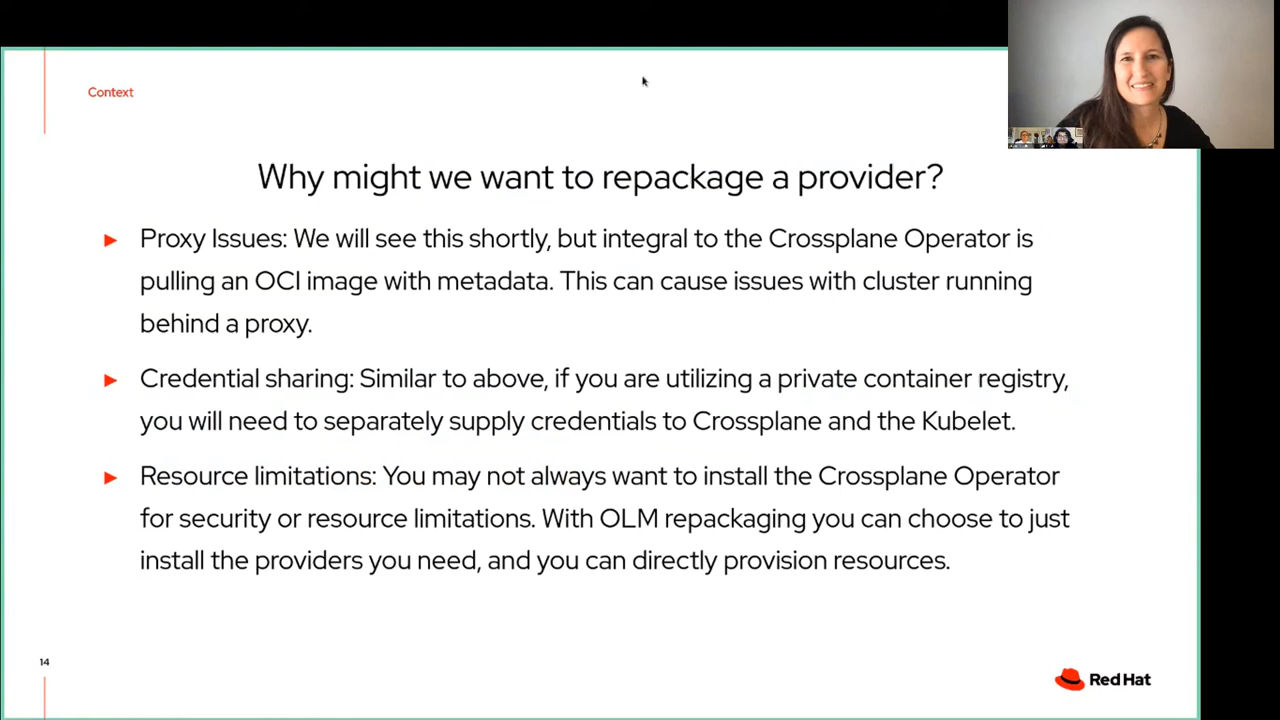 Context
Why might we want to repackage a provider?
Proxy Issues: We will see this shortly, but integral to the Crossplane Operator is
pulling an OCI image with metadata. This can cause issues with cluster running
behind a proxy.
Credential sharing: Similar to above, if you are utilizing a private container registry,
you will need to separately supply credentials to Crossplane and the Kubelet.
Resource limitations: You may not always want to install the Crossplane Operator
for security or resource limitations. With OLM repackaging you can choose to just
install the providers you need, and you can directly provision resources.
14
Red Hat